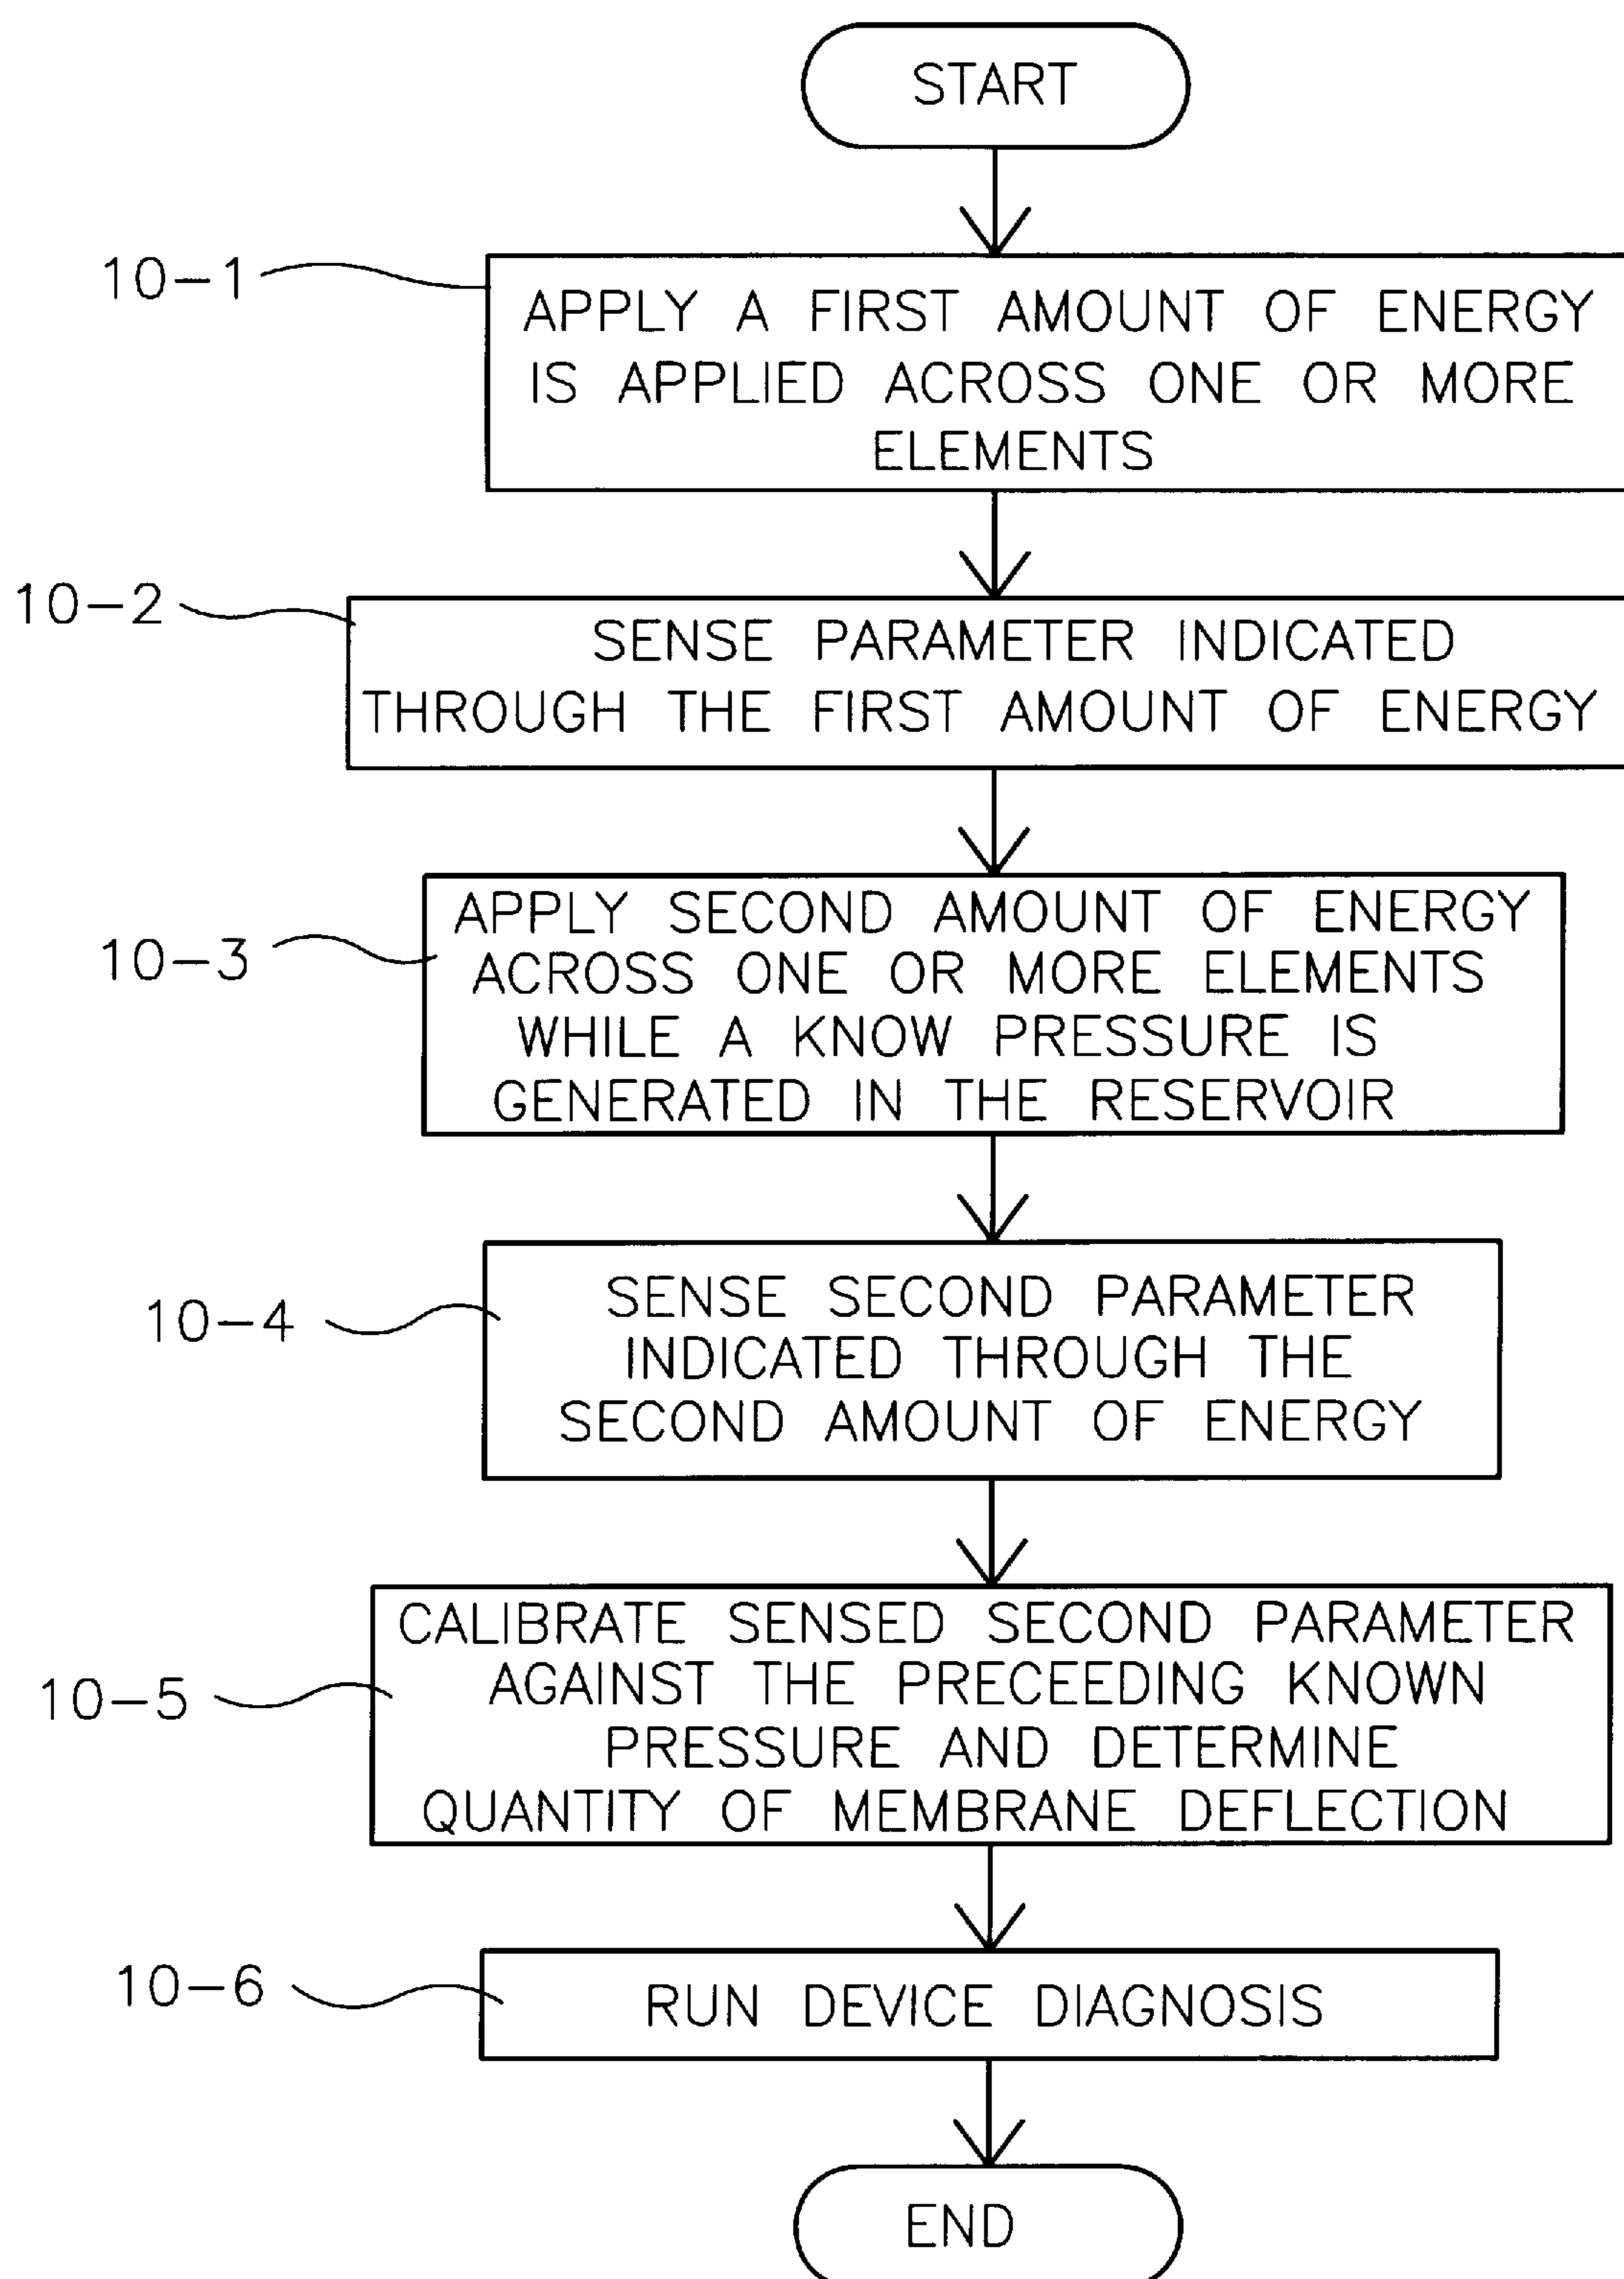 START
10-1
APPLY A FIRST AMOUNT OF ENERGY
IS APPLIED ACROSS ONE OR MORE
ELEMENTS
10-2
SENSE PARAMETER INDICATED
THROUGH THE FIRST AMOUNT OF ENERGY
10-3
APPLY SECOND AMOUNT OF ENERGY
ACROSS ONE OR MORE ELEMENTS
WHILE A KNOW PRESSURE IS
GENERATED IN THE RESERVOIR
10-4
SENSE SECOND PARAMETER
INDICATED THROUGH THE
SECOND AMOUNT OF ENERGY
10-5
CALIBRATE SENSED SECOND PARAMETER
AGAINST THE PRECEEDING KNOWN
PRESSURE AND DETERMINE
QUANTITY OF MEMBRANE DEFLECTION
10-6
RUN DEVICE DIAGNOSIS
END